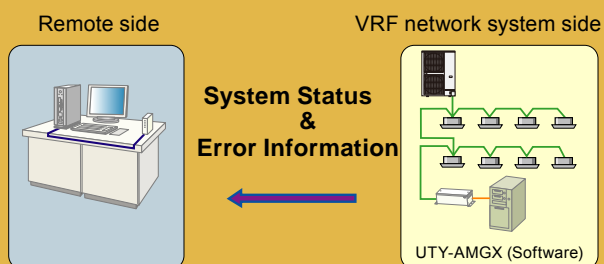 Remote side
VRF network system side
System Status
&
Error Information
UTY-AMGX (Software)